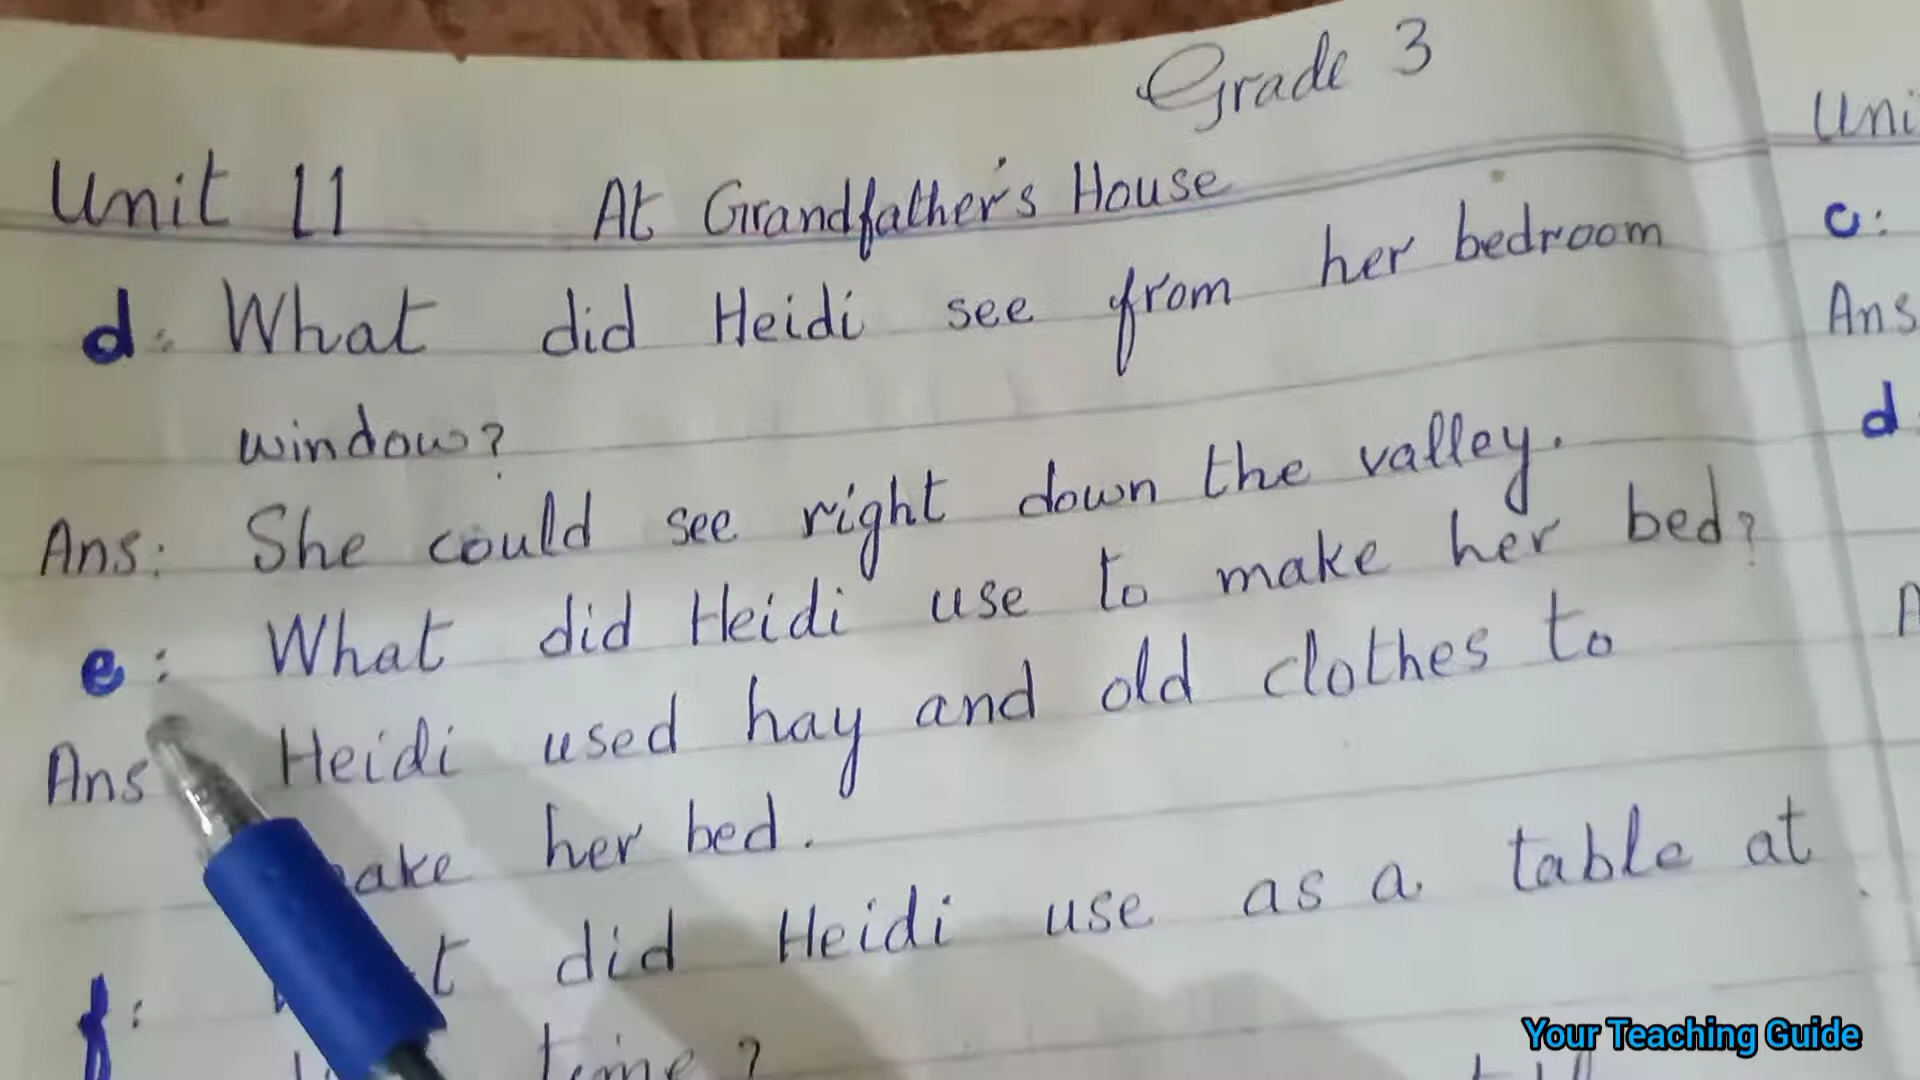 Grade 3
Unit 11 At Grandfather's House
d: What did Heidi see from her bedroom
window?
Ans: She could see right down the valley.
e: What did Heidi use to make her bed?
Ans Heidi used hay and old clothes to
her bed.
f: did Heidi use as a table at
time?
Uni
c:
Ans
d
Your Teaching Guide